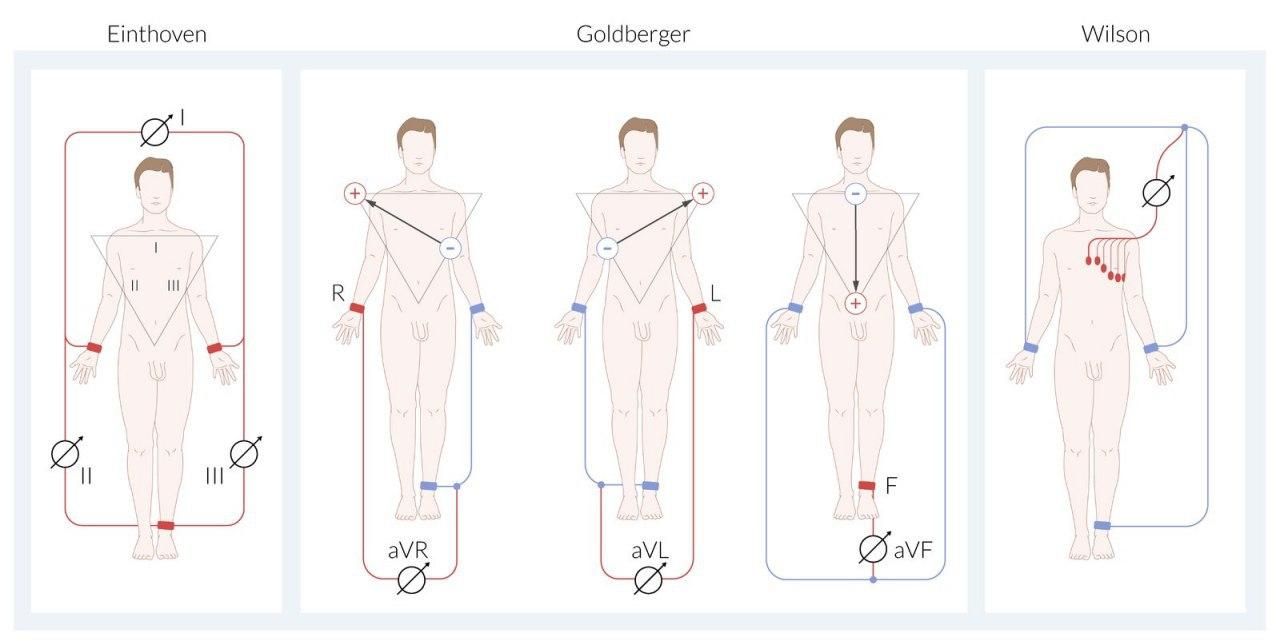 Einthoven
Goldberger
Wilson
I
I
II III
II
III
+
-
R
aVR
+
-
L
aVL
-
+
F
aVF